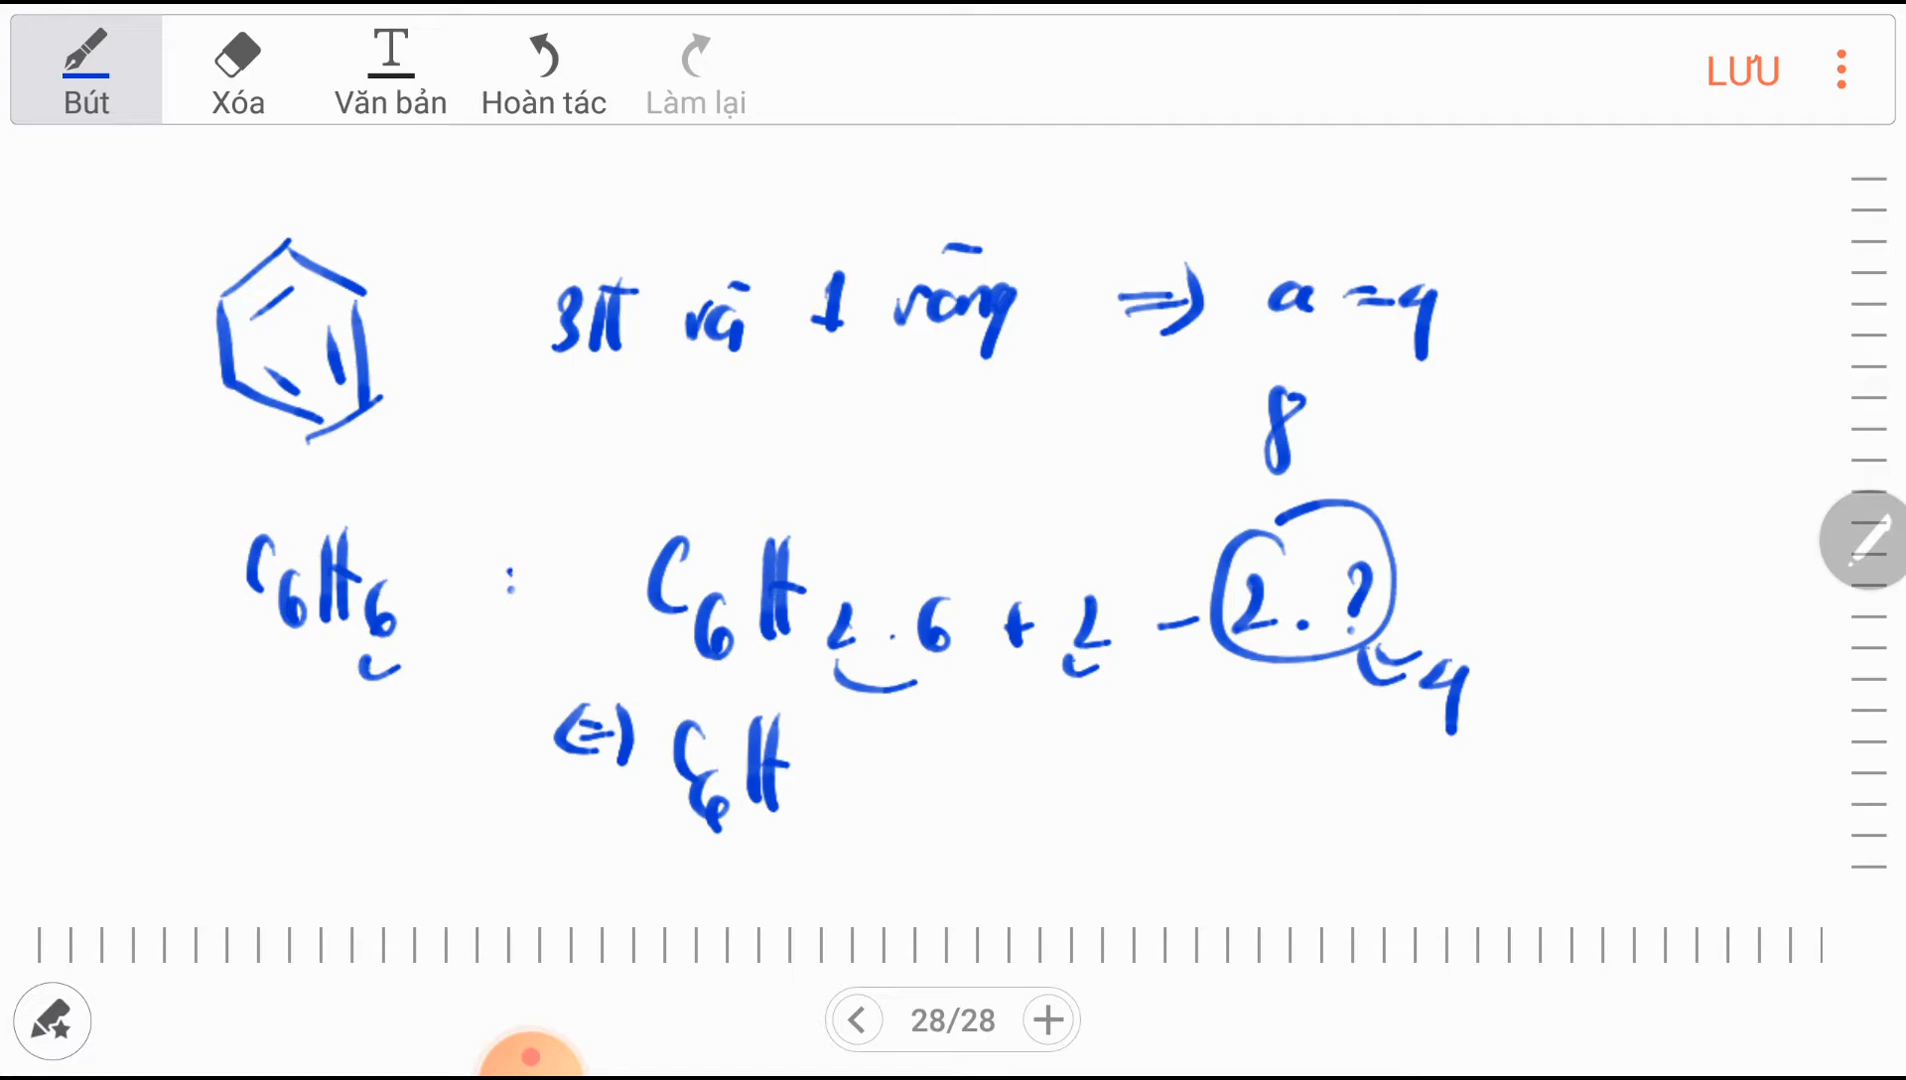 Bút Xóa Văn bản Hoàn tác Làm lại LƯU
3π và 1 vòng => a = 4
8
C6H6 : C6H2.6+2-2.?
4
<=> C6H
28/28